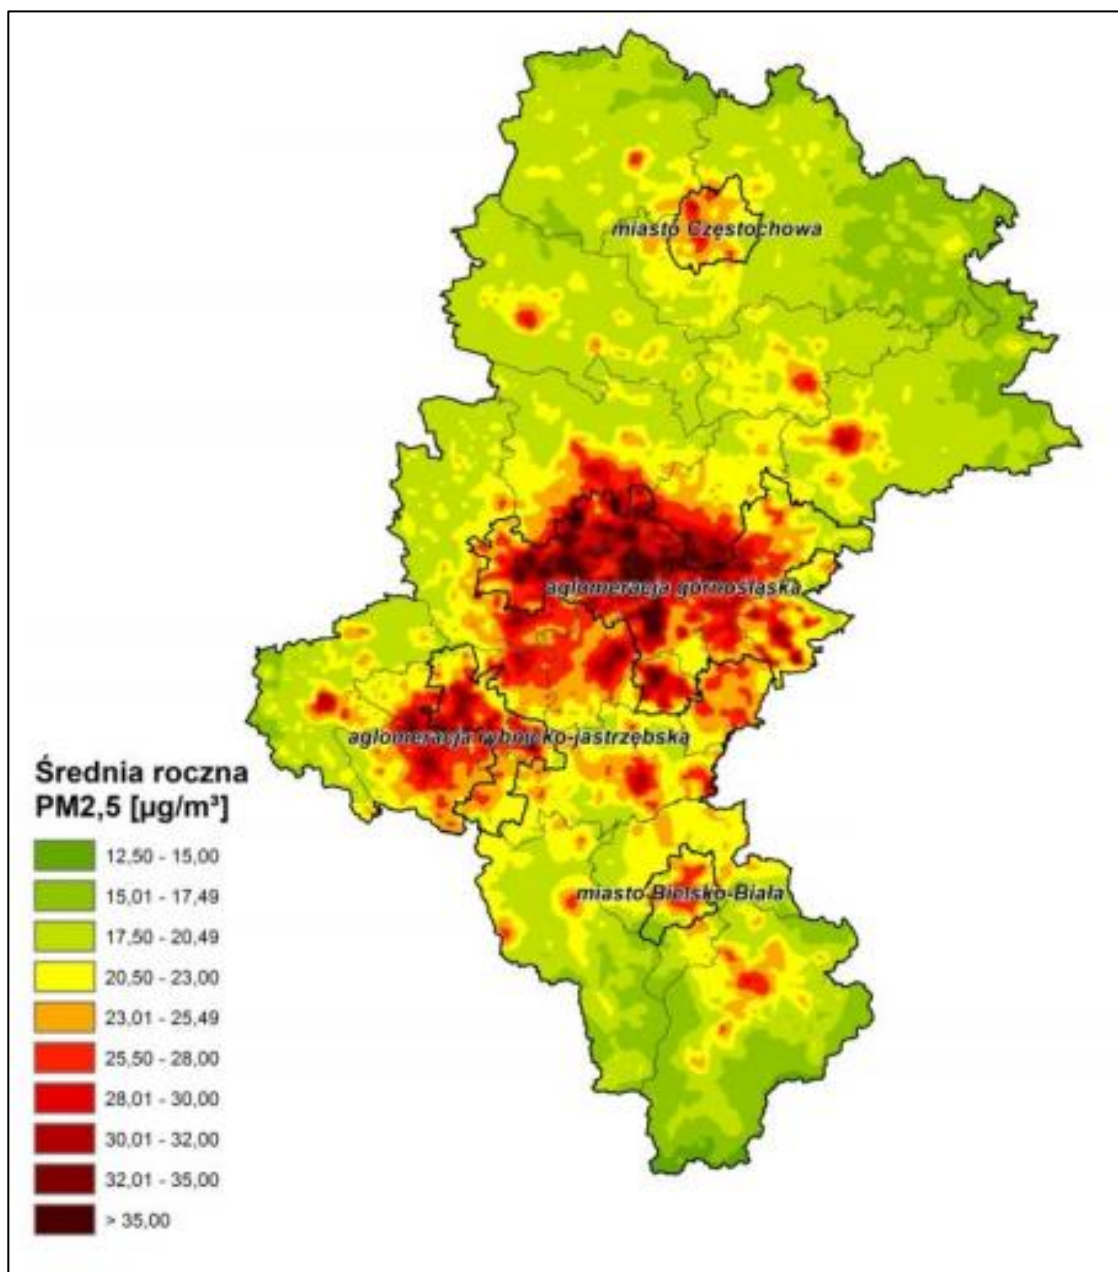 miasto Częstochowa
aglomeracja górnośląska
aglomeracja rybnicko-jastrzębska
miasto Bielsko-Biała
Średnia roczna
PM2,5 [µg/m³]
12,50 - 15,00
15,01 - 17,49
17,50 - 20,49
20,50 - 23,00
23,01 - 25,49
25,50 - 28,00
28,01 - 30,00
30,01 - 32,00
32,01 - 35,00
> 35,00